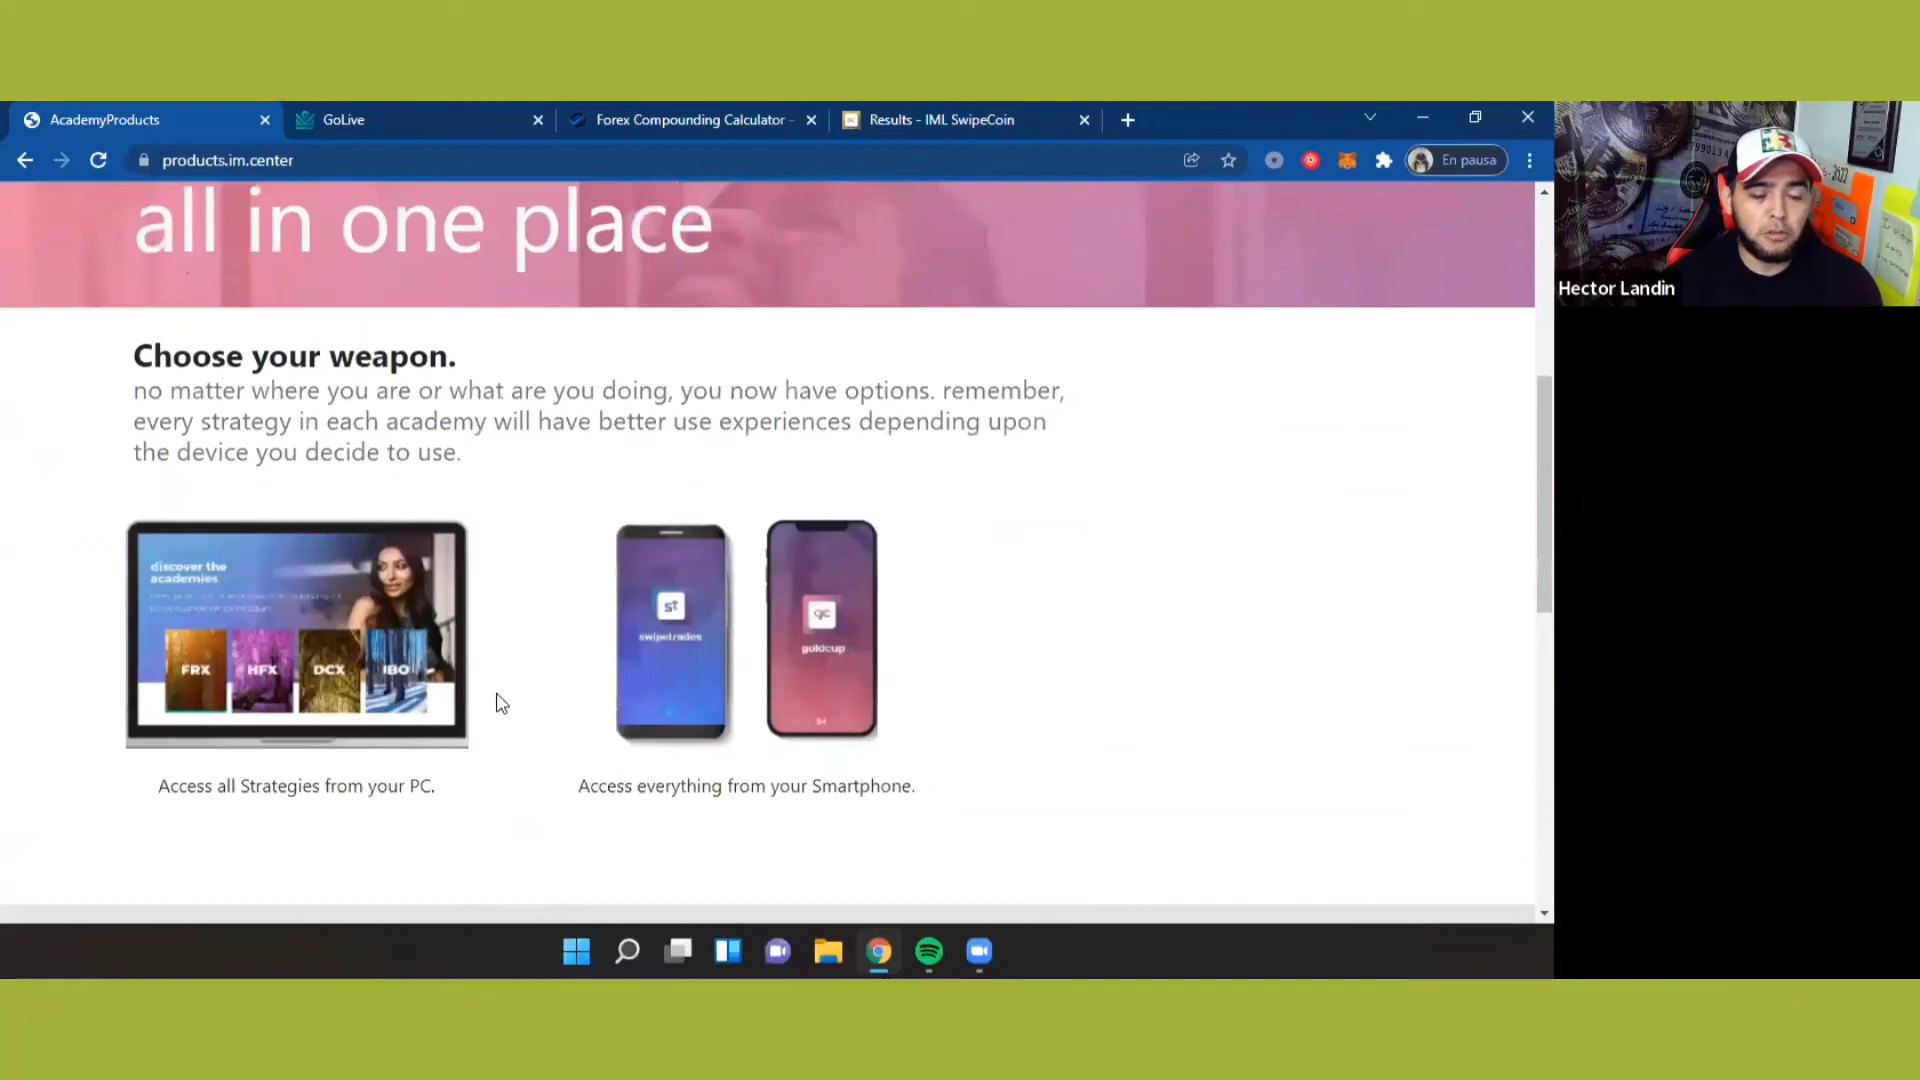 AcademyProducts
GoLive
Forex Compounding Calculator -
Results - IML SwipeCoin
products.im.center
En pausa
all in one place
Choose your weapon.
no matter where you are or what are you doing, you now have options. remember,
every strategy in each academy will have better use experiences depending upon
the device you decide to use.
discover the
academies
FRX
HFX
DCX
IBO
st
swipetrades
gc
goldcup
Access all Strategies from your PC.
Access everything from your Smartphone.
Hector Landin